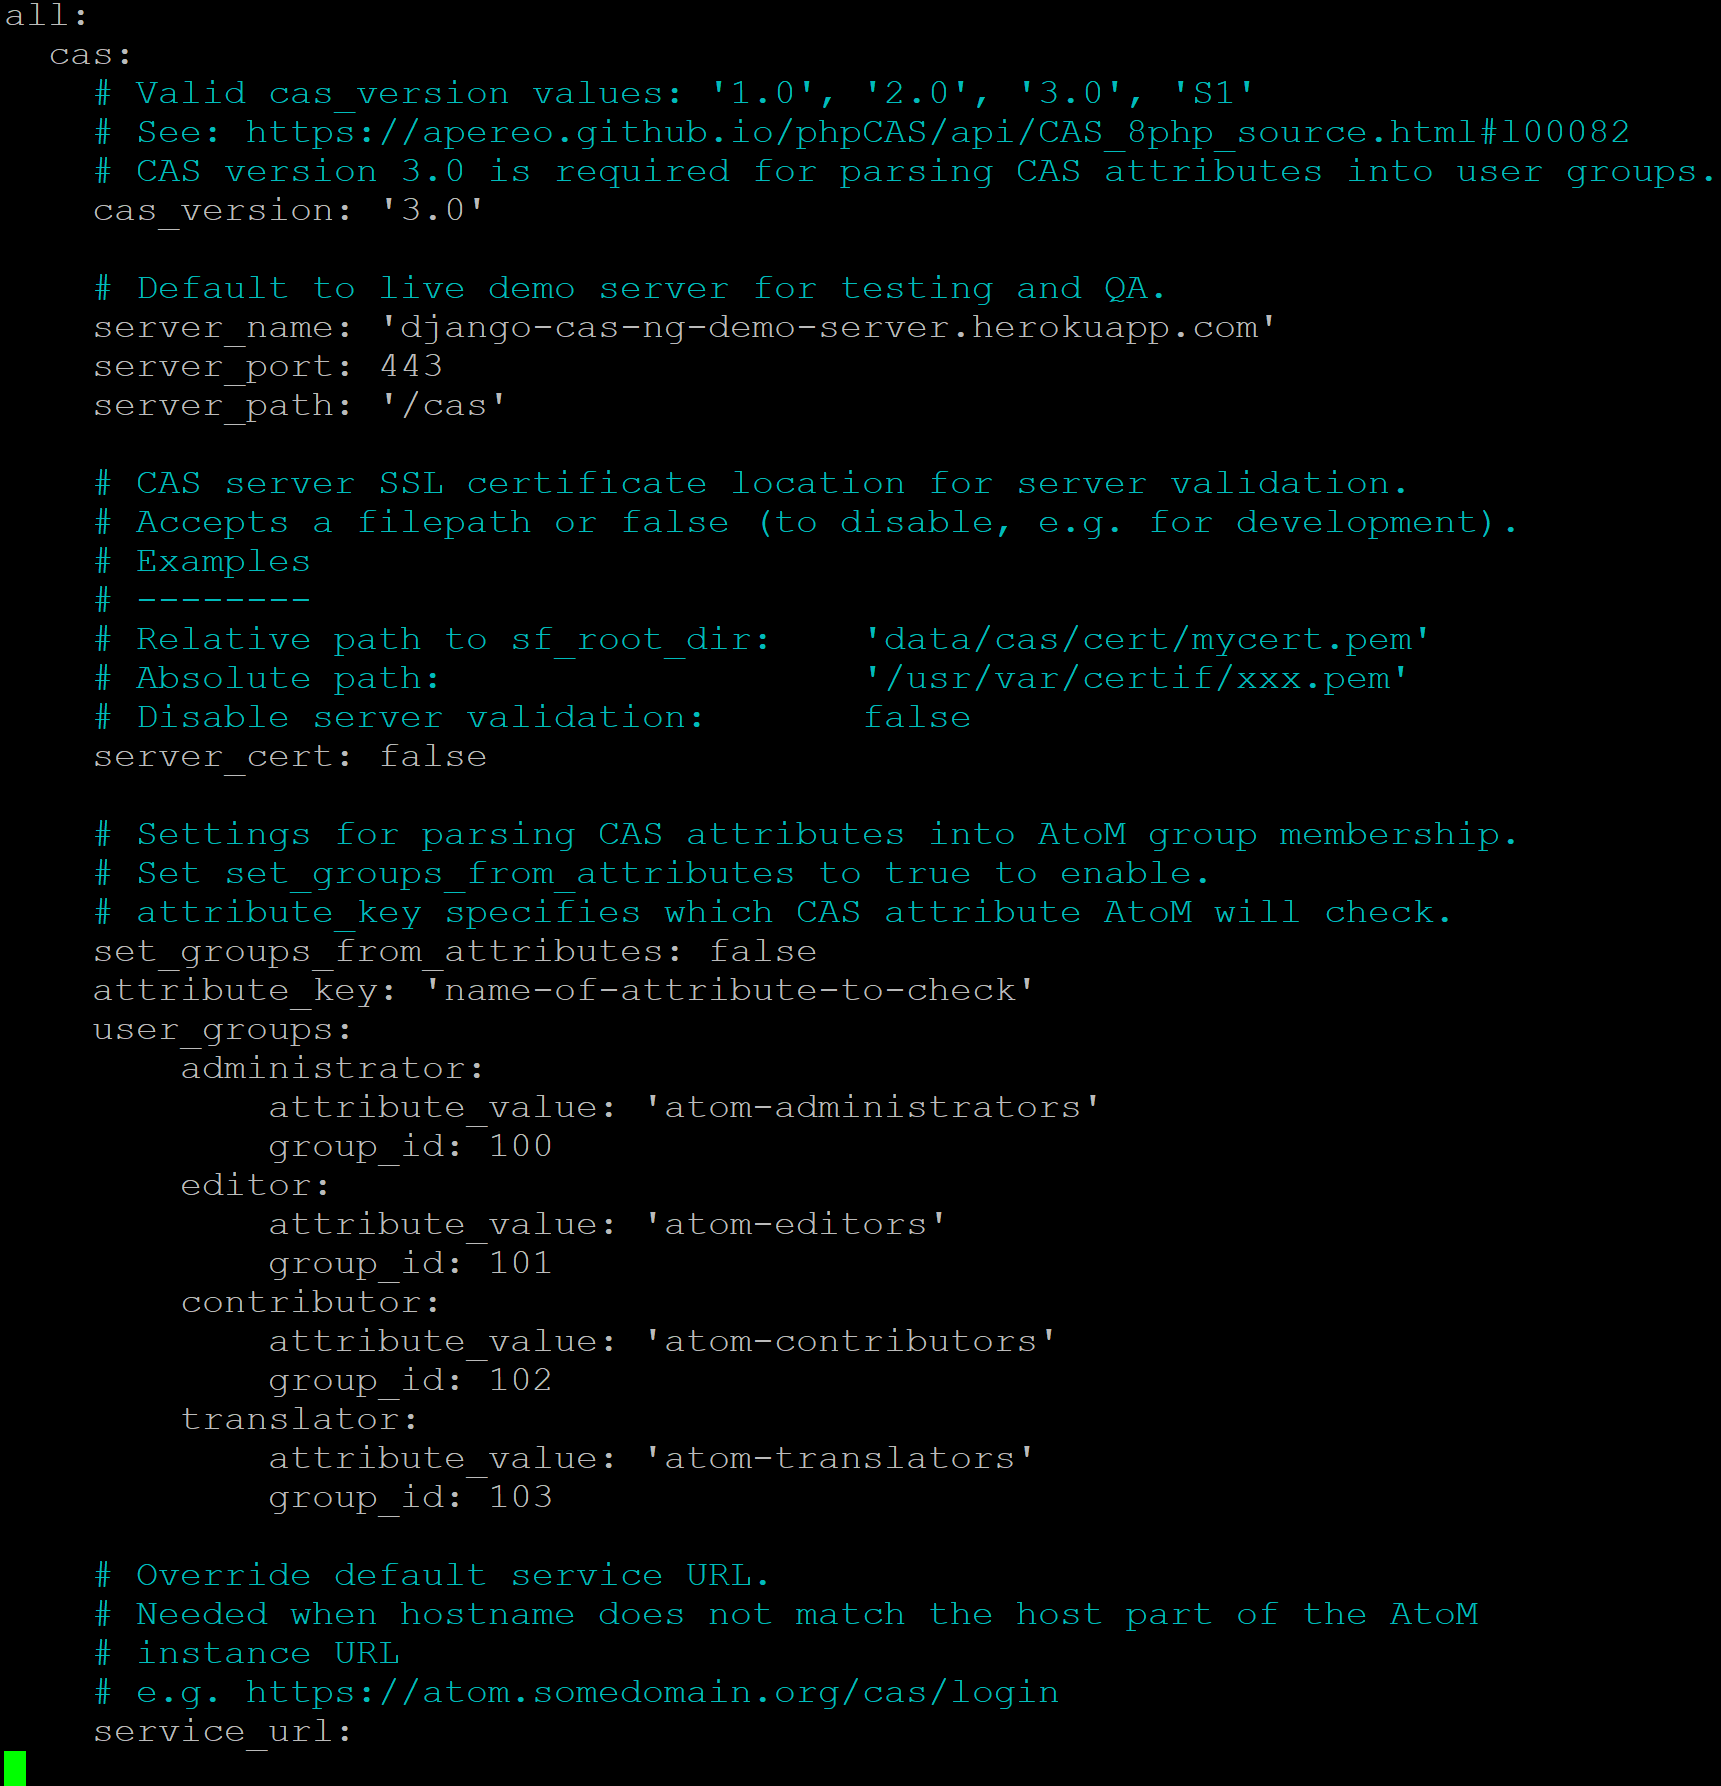 all:
  cas:
    # Valid cas_version values: '1.0', '2.0', '3.0', 'S1'
    # See: https://apereo.github.io/phpCAS/api/CAS_8php_source.html#l00082
    # CAS version 3.0 is required for parsing CAS attributes into user groups.
    cas_version: '3.0'

    # Default to live demo server for testing and QA.
    server_name: 'django-cas-ng-demo-server.herokuapp.com'
    server_port: 443
    server_path: '/cas'

    # CAS server SSL certificate location for server validation.
    # Accepts a filepath or false (to disable, e.g. for development).
    # Examples
    # --------
    # Relative path to sf_root_dir:    'data/cas/cert/mycert.pem'
    # Absolute path:                   '/usr/var/certif/xxx.pem'
    # Disable server validation:       false
    server_cert: false

    # Settings for parsing CAS attributes into AtoM group membership.
    # Set set_groups_from_attributes to true to enable.
    # attribute_key specifies which CAS attribute AtoM will check.
    set_groups_from_attributes: false
    attribute_key: 'name-of-attribute-to-check'
    user_groups:
        administrator:
            attribute_value: 'atom-administrators'
            group_id: 100
        editor:
            attribute_value: 'atom-editors'
            group_id: 101
        contributor:
            attribute_value: 'atom-contributors'
            group_id: 102
        translator:
            attribute_value: 'atom-translators'
            group_id: 103

    # Override default service URL.
    # Needed when hostname does not match the host part of the AtoM
    # instance URL
    # e.g. https://atom.somedomain.org/cas/login
    service_url: